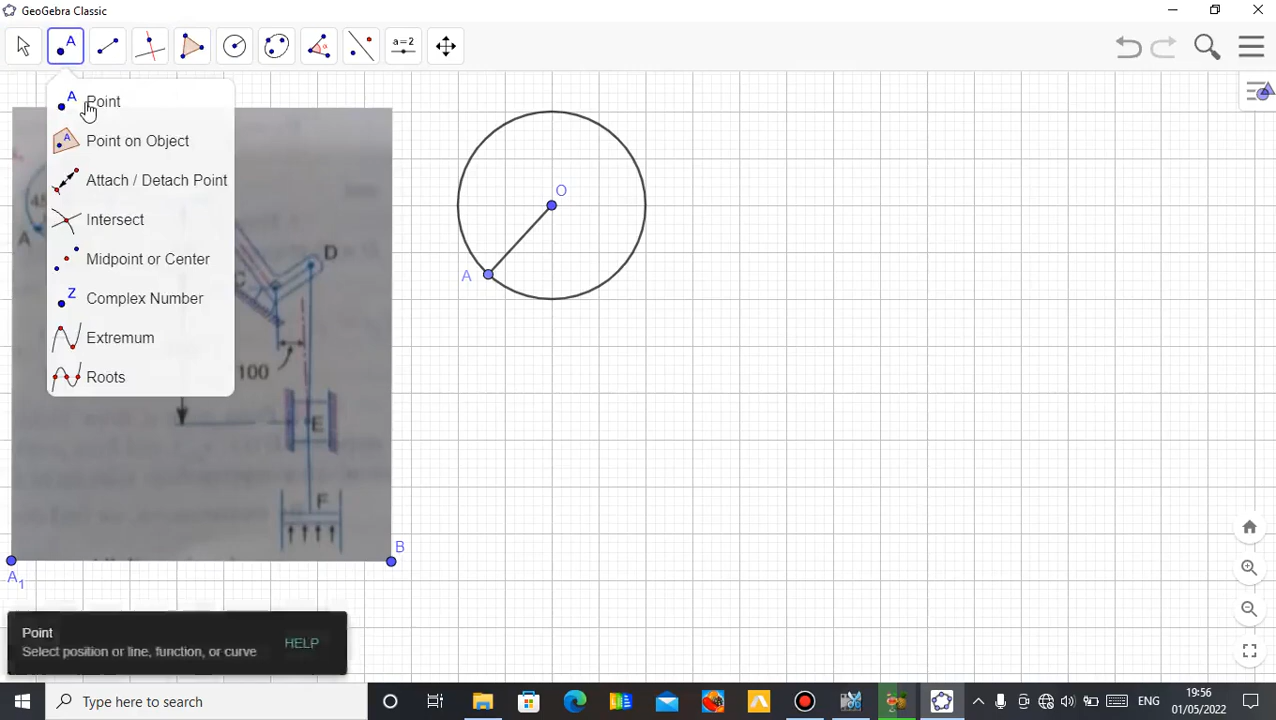 GeoGebra Classic
A
a=2
A Point
Point on Object
Attach / Detach Point
Intersect
Midpoint or Center
Z Complex Number
Extremum
Roots
45
A
C
D
100
E
F
A1
B
O
A
Point
Select position or line, function, or curve
HELP
Type here to search
ENG
19:56
01/05/2022